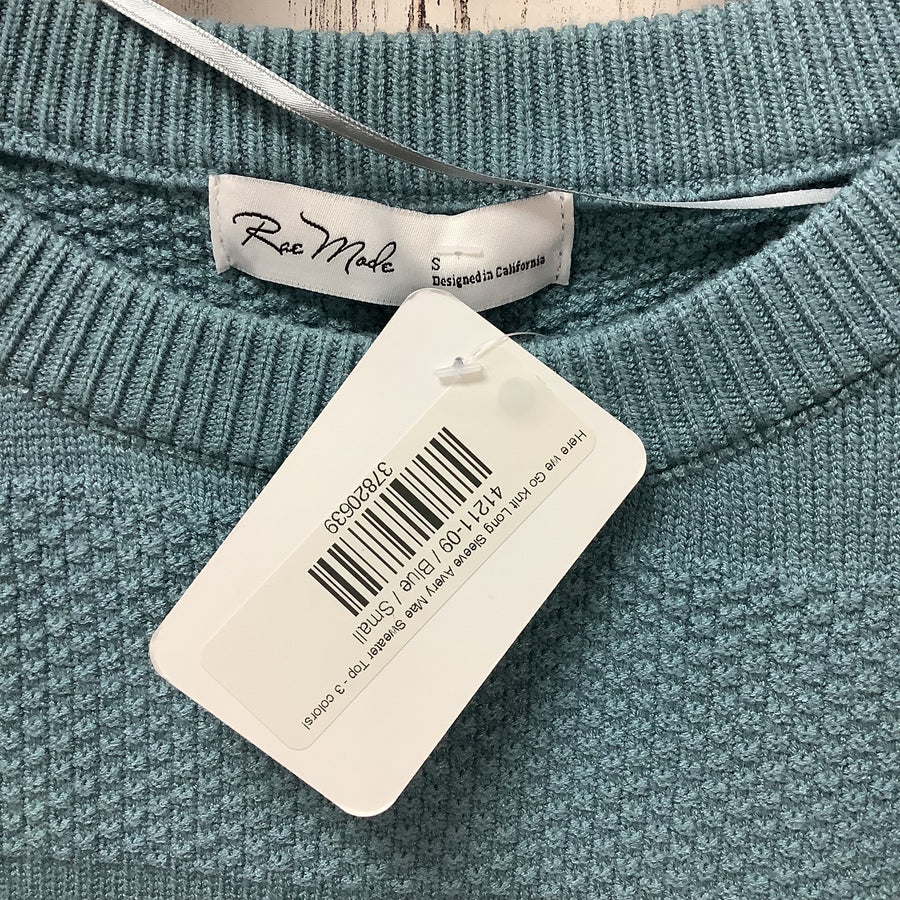 Rae Mode
S
Designed in California
Here We Go Knit Long Sleeve Avery Mae Sweater Top - 3 colors!
41211-09 / Blue / Small
37820639